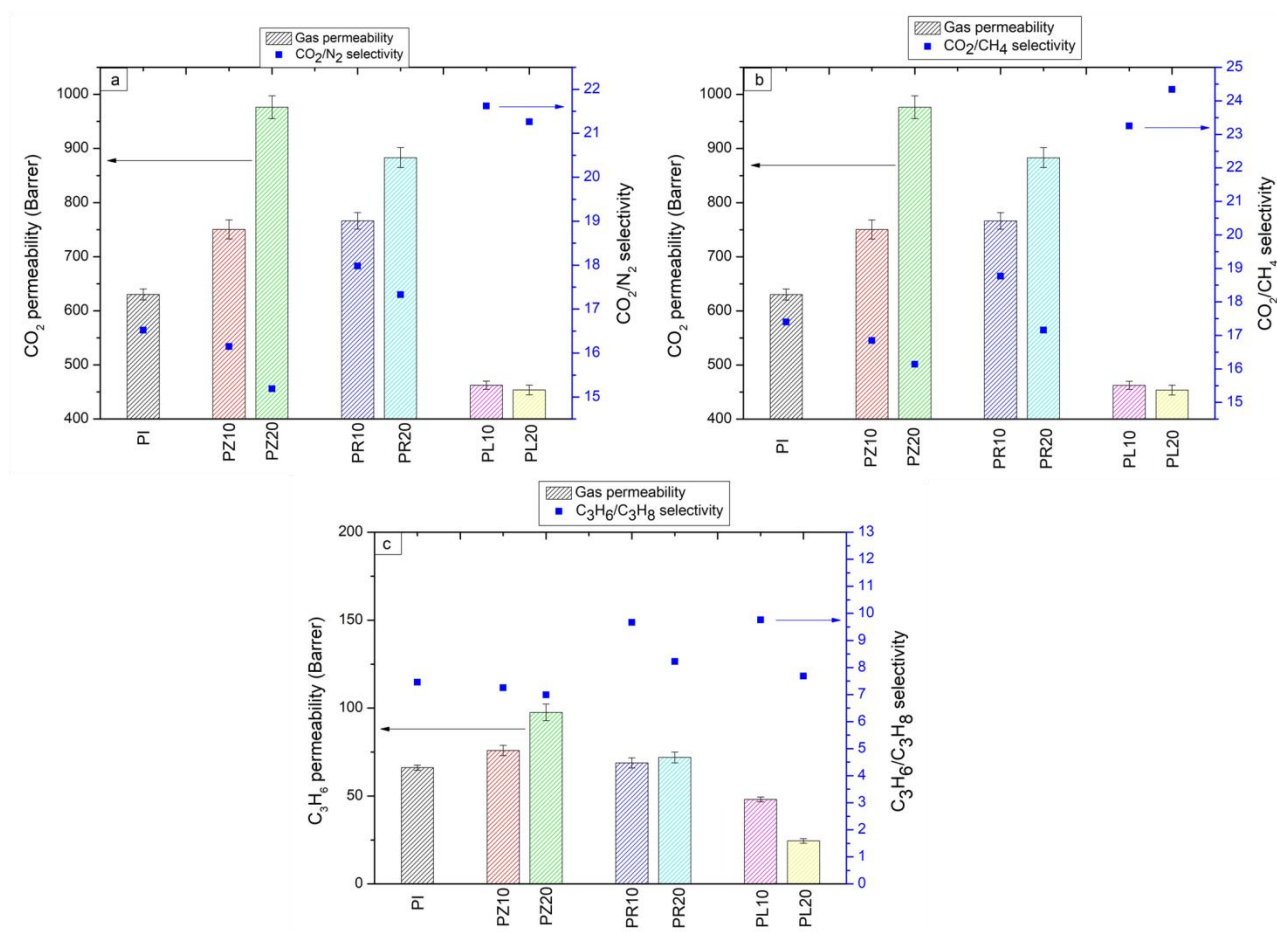 Gas permeability
CO2/N2 selectivity
a
1000
900
800
700
600
500
400
CO2 permeability (Barrer)
22
21
20
19
18
17
16
15
CO2/N2 selectivity
PI
PZ10
PZ20
PR10
PR20
PL10
PL20
Gas permeability
CO2/CH4 selectivity
b
1000
900
800
700
600
500
400
CO2 permeability (Barrer)
25
24
23
22
21
20
19
18
17
16
15
CO2/CH4 selectivity
PI
PZ10
PZ20
PR10
PR20
PL10
PL20
Gas permeability
C3H6/C3H8 selectivity
c
200
150
100
50
0
C3H6 permeability (Barrer)
13
12
11
10
9
8
7
6
5
4
3
2
1
0
C3H6/C3H8 selectivity
PI
PZ10
PZ20
PR10
PR20
PL10
PL20